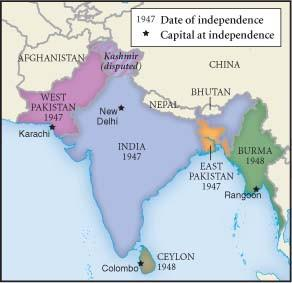 1947 Date of independence
★ Capital at independence
AFGHANISTAN
Kashmir
(disputed)
CHINA
WEST
PAKISTAN
1947
New
Delhi
NEPAL
BHUTAN
Karachi
INDIA
1947
EAST
PAKISTAN
1947
BURMA
1948
Rangoon
CEYLON
1948
Colombo